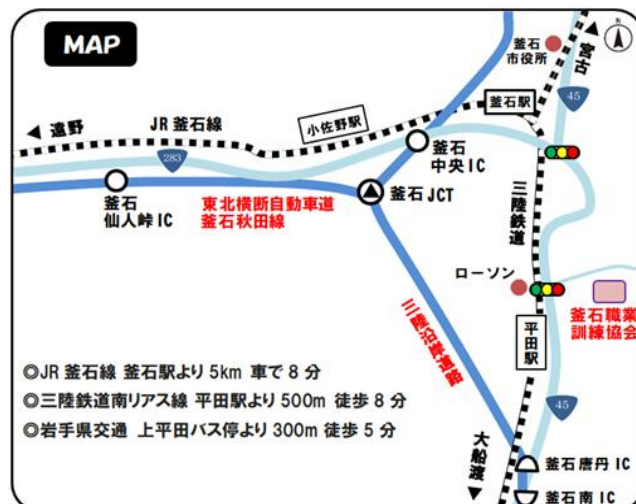 MAP
N
釜石
市役所
宮古
45
釜石駅
小佐野駅
JR 釜石線
遠野
283
釜石
中央 IC
釜石
仙人峠 IC
東北横断自動車道
釜石秋田線
釜石 JCT
三陸鉄道
ローソン
三陸沿岸道路
平田駅
釜石職業
訓練協会
◎JR 釜石線 釜石駅より 5km 車で 8 分
◎三陸鉄道南リアス線 平田駅より 500m 徒歩 8 分
◎岩手県交通 上平田バス停より 300m 徒歩 5 分
45
大船渡
釜石唐丹 IC
釜石南 IC